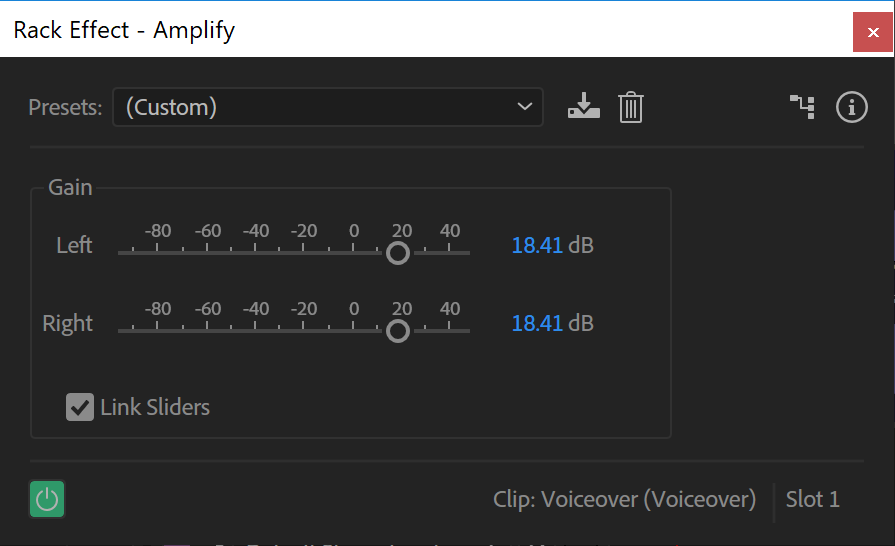 Rack Effect - Amplify
x
Presets: (Custom)
Gain
-80 -60 -40 -20 0 20 40
Left 18.41 dB
-80 -60 -40 -20 0 20 40
Right 18.41 dB
Link Sliders
Clip: Voiceover (Voiceover) Slot 1